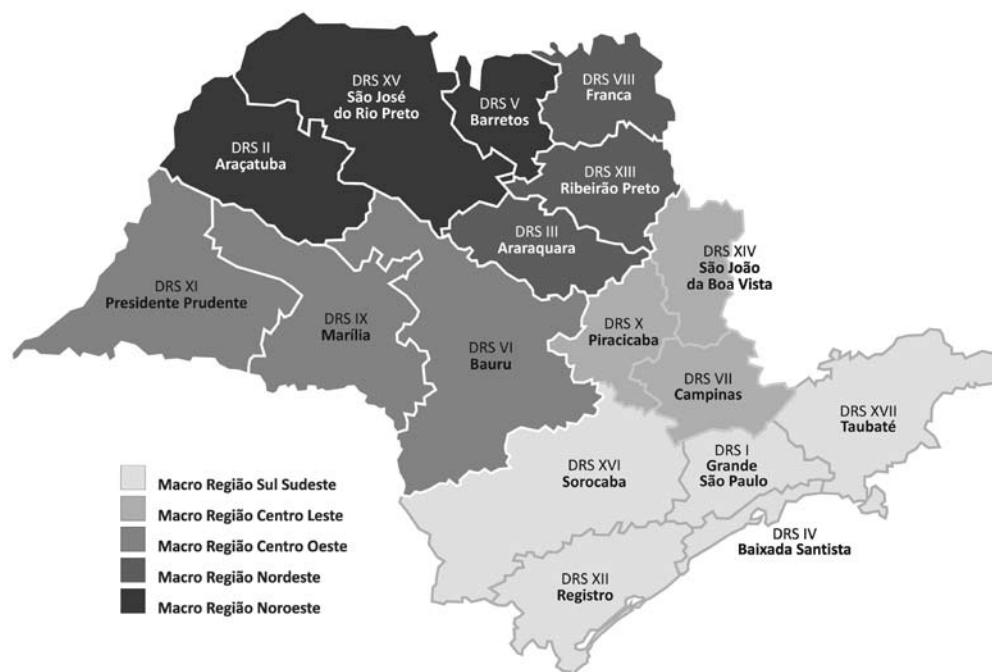 DRS XV
São José
do Rio Preto
DRS V
Barretos
DRS VIII
Franca
DRS II
Araçatuba
DRS XIII
Ribeirão Preto
DRS III
Araraquara
DRS XIV
São João
da Boa Vista
DRS XI
Presidente Prudente
DRS IX
Marília
DRS X
Piracicaba
DRS VI
Bauru
DRS VII
Campinas
DRS XVII
Taubaté
DRS I
Grande
São Paulo
DRS XVI
Sorocaba
DRS IV
Baixada Santista
DRS XII
Registro
Macro Região Sul Sudeste
Macro Região Centro Leste
Macro Região Centro Oeste
Macro Região Nordeste
Macro Região Noroeste